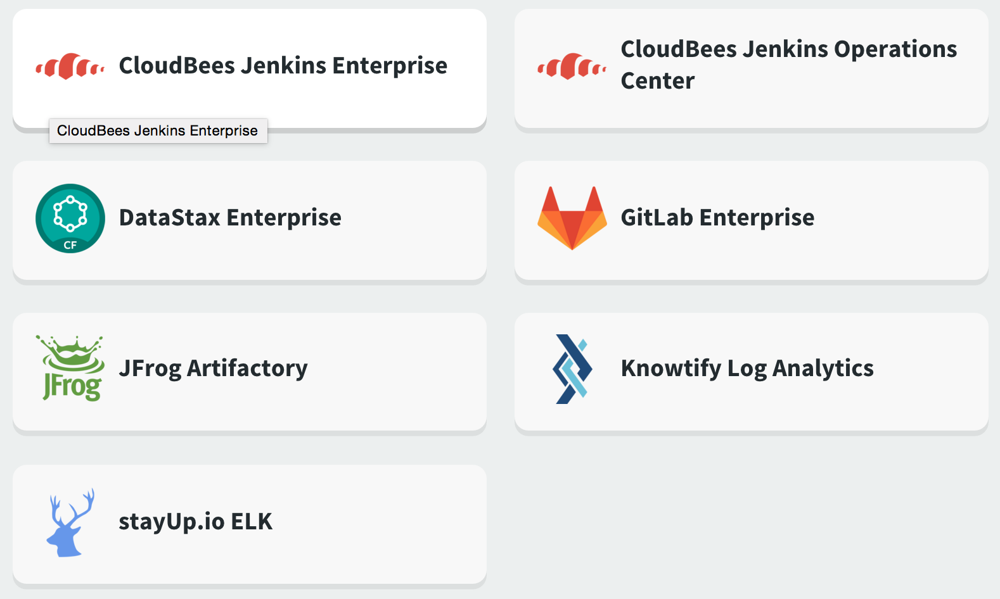 CloudBees Jenkins Enterprise
CloudBees Jenkins Operations
Center
CloudBees Jenkins Enterprise
CF
DataStax Enterprise
GitLab Enterprise
JFrog
JFrog Artifactory
Knowtify Log Analytics
stayUp.io ELK